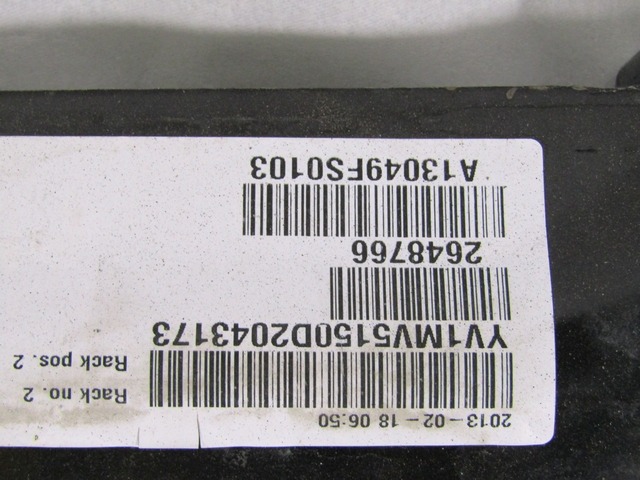 2013-02-18 06:50
Rack no. 2
Rack pos. 2
YV1MV5150D2043173
2648766
A13049FS0103